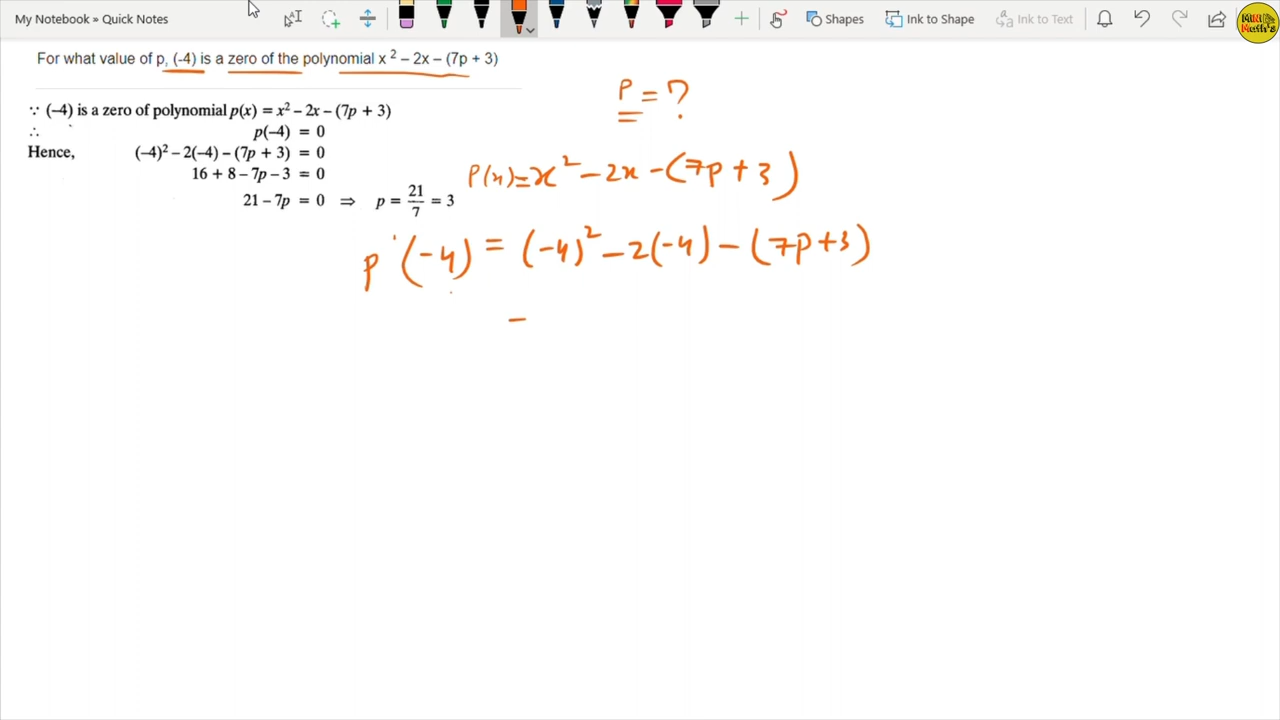 My Notebook » Quick Notes
Shapes
Ink to Shape
Ink to Text
For what value of p, (-4) is a zero of the polynomial x ² – 2x – (7p + 3)
∵ (–4) is a zero of polynomial p(x) = x² – 2x – (7p + 3)
∴ p(–4) = 0
Hence, (–4)² – 2(–4) – (7p + 3) = 0
16 + 8 – 7p – 3 = 0
21 – 7p = 0 ⇒ p = 21/7 = 3
P = ?
P(x) = x² – 2x – (7p + 3)
p (-4) = (-4)² – 2(-4) – (7p + 3)